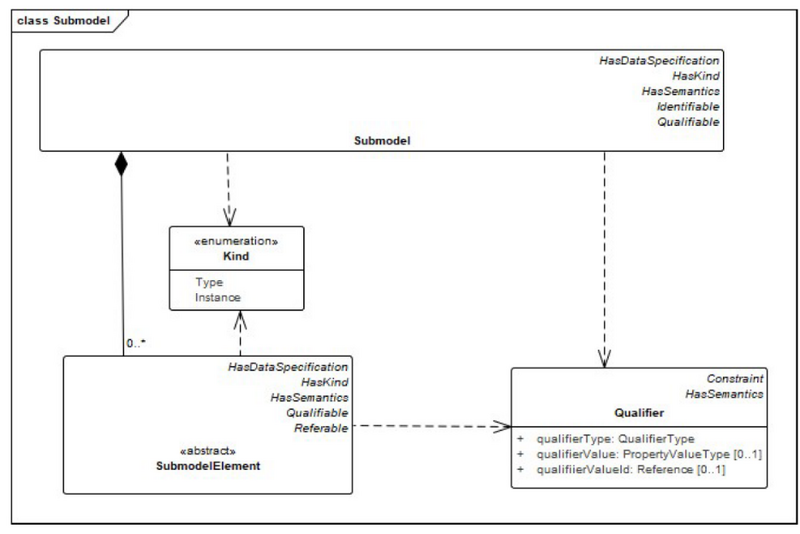 class Submodel
HasDataSpecification
HasKind
HasSemantics
Identifiable
Qualifiable
Submodel
«enumeration»
Kind
Type
Instance
0..*
HasDataSpecification
HasKind
HasSemantics
Qualifiable
Referable
«abstract»
SubmodelElement
Constraint
HasSemantics
Qualifier
+ qualifierType: QualifierType
+ qualifierValue: PropertyValueType [0..1]
+ qualifiierValueId: Reference [0..1]